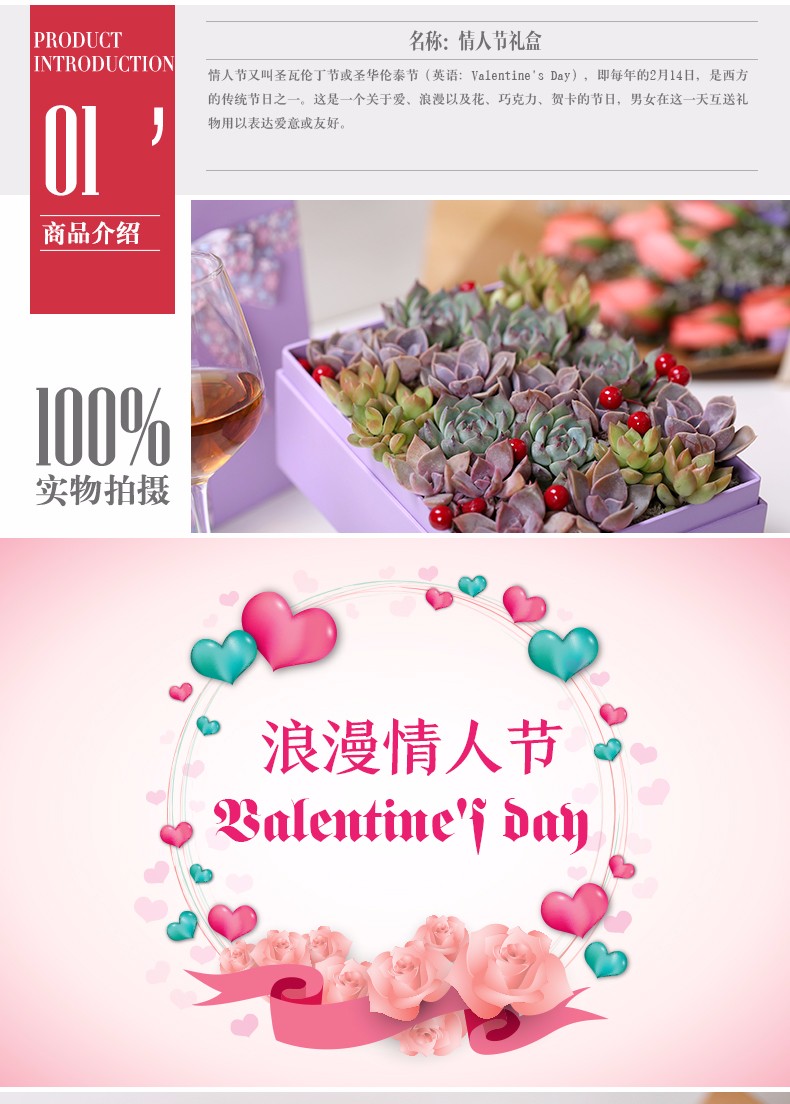 PRODUCT
INTRODUCTION
01 ’
商品介绍
名称：情人节礼盒
情人节又叫圣瓦伦丁节或圣华伦泰节（英语：Valentine's Day），即每年的2月14日，是西方
的传统节日之一。这是一个关于爱、浪漫以及花、巧克力、贺卡的节日，男女在这一天互送礼
物用以表达爱意或友好。
100%
实物拍摄
浪漫情人节
Valentine's day